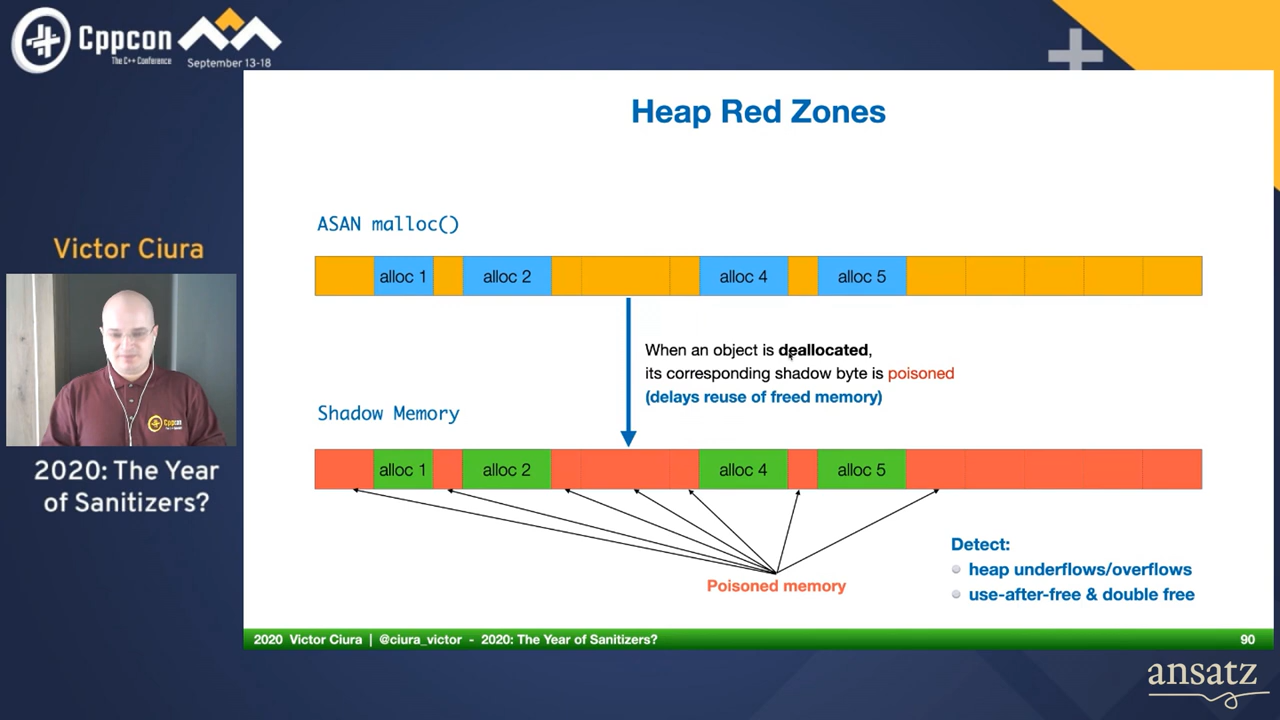 Cppcon
The C++ Conference
September 13-18
Victor Ciura
Cppcon
2020: The Year
of Sanitizers?
Heap Red Zones
ASAN malloc()
alloc 1
alloc 2
alloc 4
alloc 5
When an object is deallocated,
its corresponding shadow byte is poisoned
(delays reuse of freed memory)
Shadow Memory
alloc 1
alloc 2
alloc 4
alloc 5
Poisoned memory
Detect:
heap underflows/overflows
use-after-free & double free
2020 Victor Ciura | @ciura_victor - 2020: The Year of Sanitizers?
90
ansatz